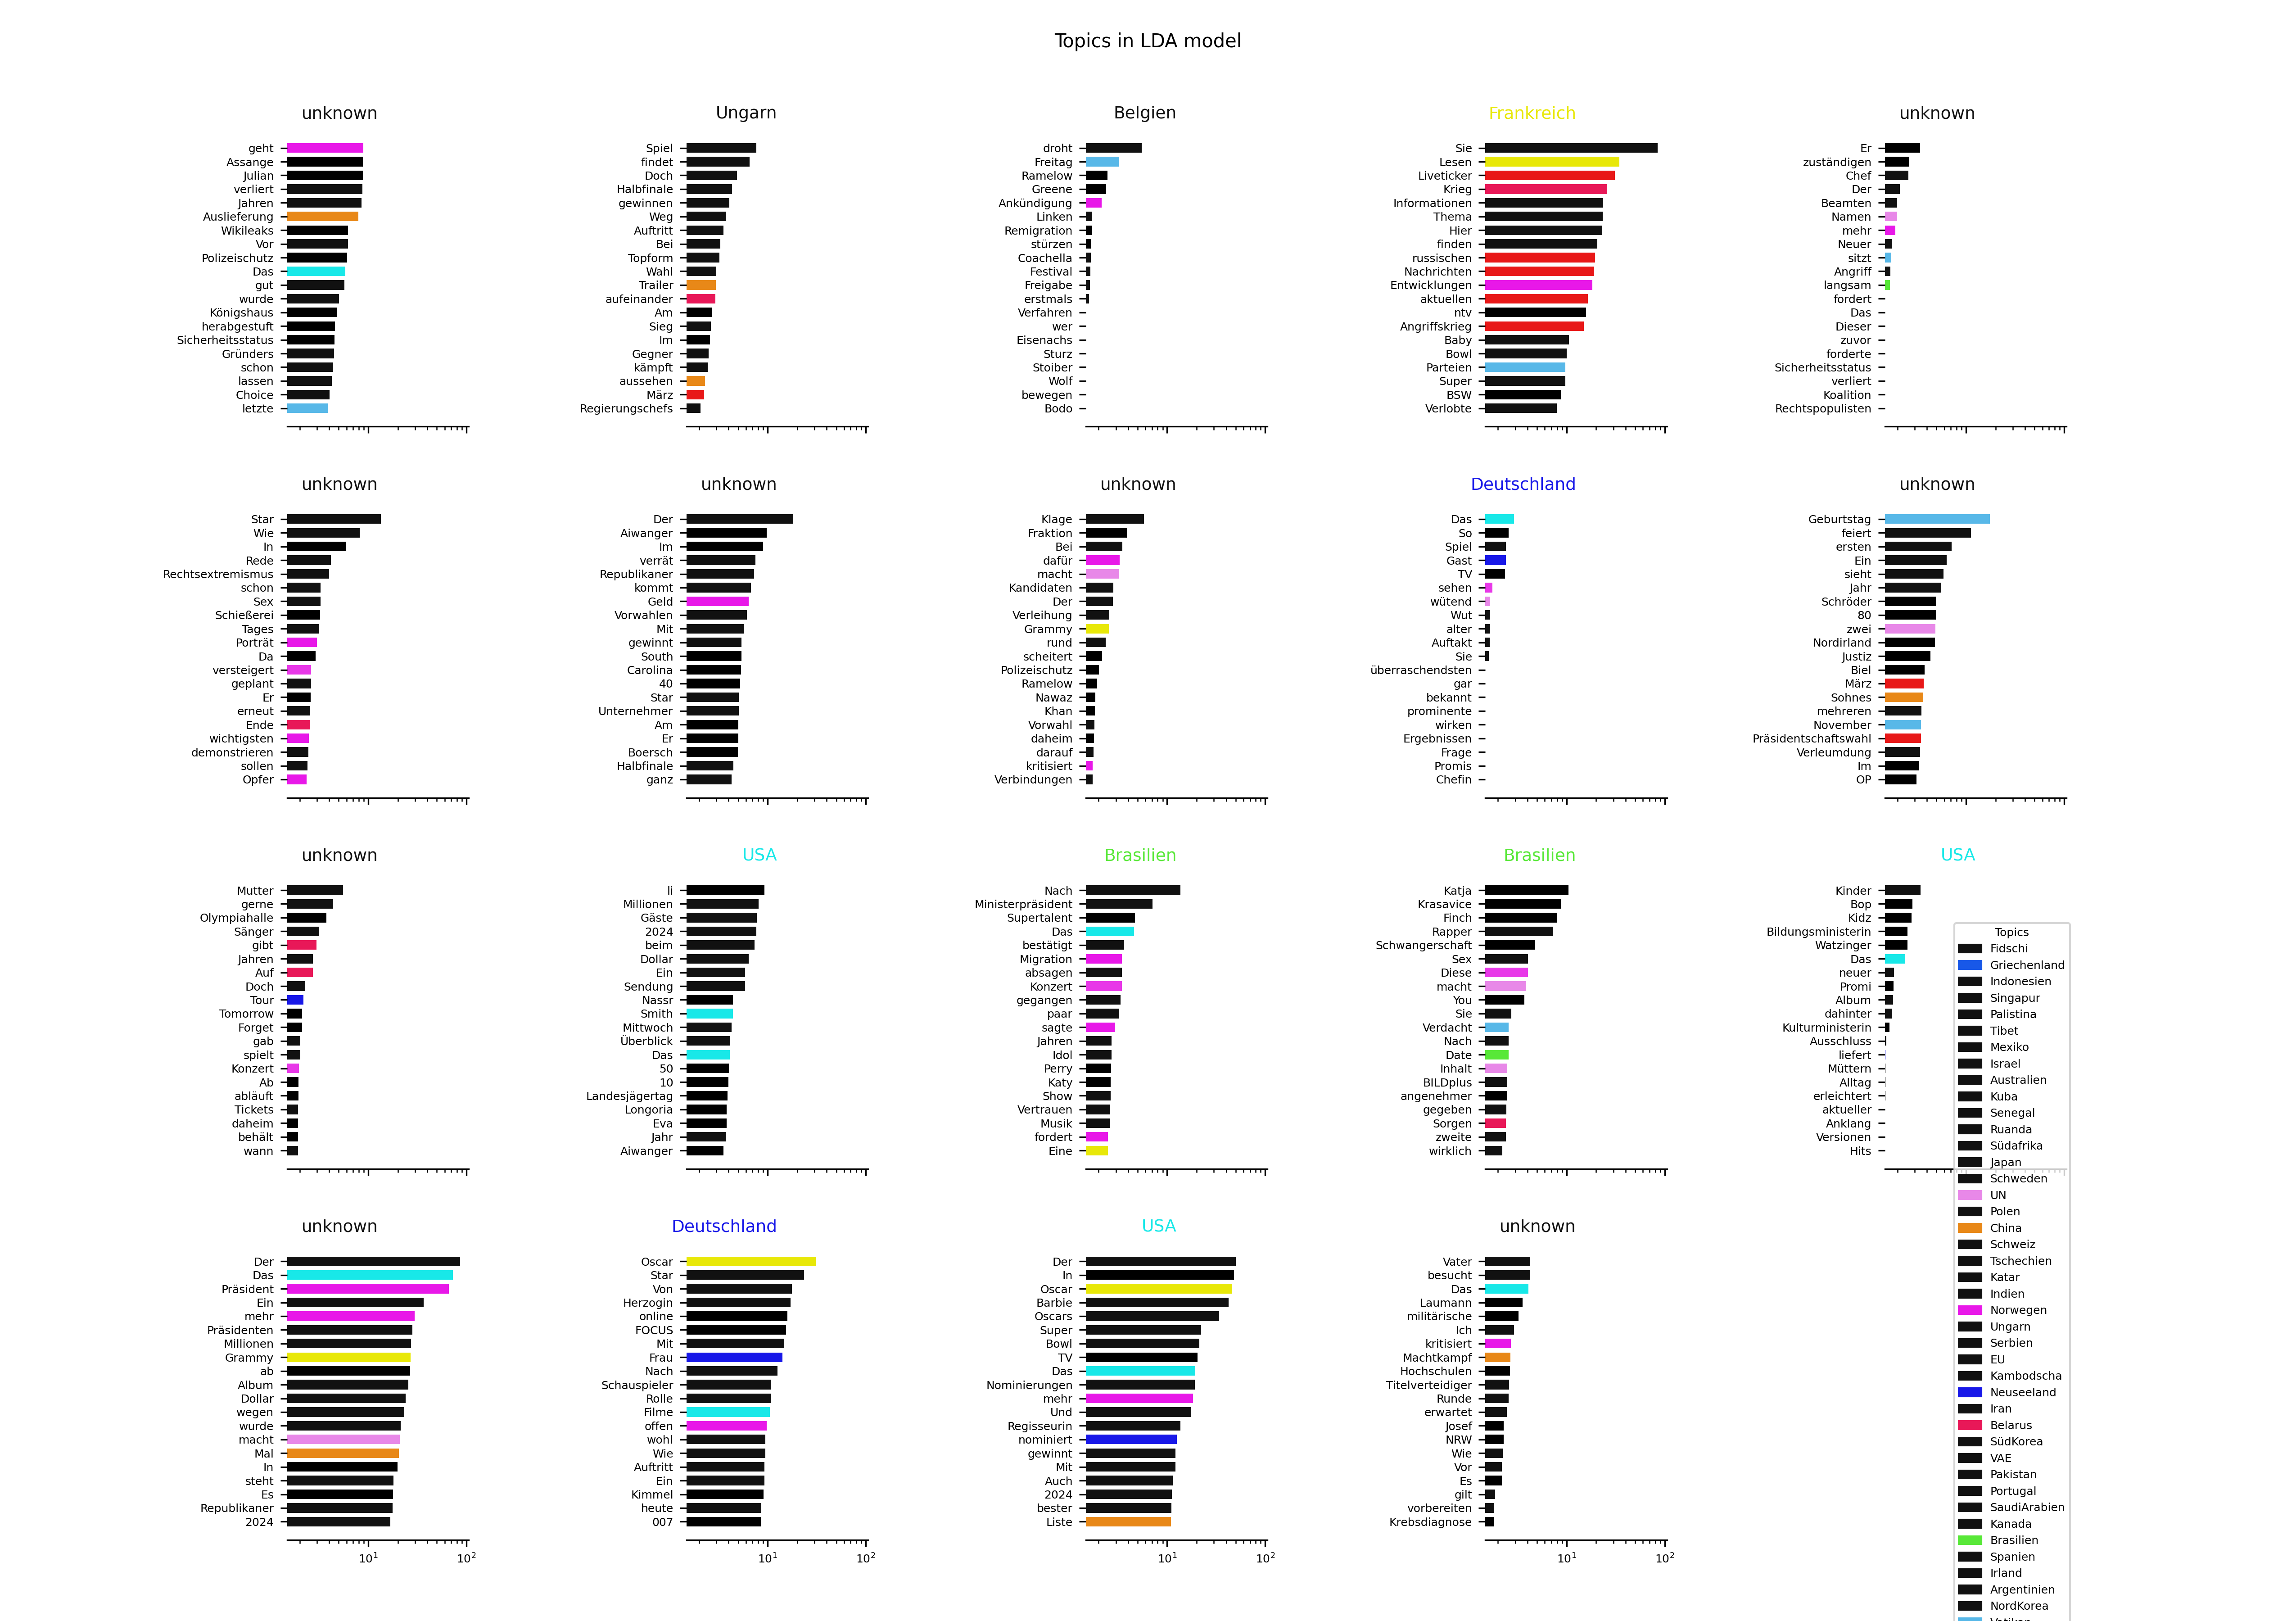 Topics in LDA model
unknown
geht
Assange
Julian
verliert
Jahren
Auslieferung
Wikileaks
Vor
Polizeischutz
Das
gut
wurde
Königshaus
herabgestuft
Sicherheitsstatus
Gründers
schon
lassen
Choice
letzte
Ungarn
Spiel
findet
Doch
Halbfinale
gewinnen
Weg
Auftritt
Bei
Topform
Wahl
Trailer
aufeinander
Am
Sieg
Im
Gegner
kämpft
aussehen
März
Regierungschefs
Belgien
droht
Freitag
Ramelow
Greene
Ankündigung
Linken
Remigration
stürzen
Coachella
Festival
Freigabe
erstmals
Verfahren
wer
Eisenachs
Sturz
Stoiber
Wolf
bewegen
Bodo
Frankreich
Sie
Lesen
Liveticker
Krieg
Informationen
Thema
Hier
finden
russischen
Nachrichten
Entwicklungen
aktuellen
ntv
Angriffskrieg
Baby
Bowl
Parteien
Super
BSW
Verlobte
unknown
Er
zuständigen
Chef
Der
Beamten
Namen
mehr
Neuer
sitzt
Angriff
langsam
fordert
Das
Dieser
zuvor
forderte
Sicherheitsstatus
verliert
Koalition
Rechtspopulisten
unknown
Star
Wie
In
Rede
Rechtsextremismus
schon
Sex
Schießerei
Tages
Porträt
Da
versteigert
geplant
Er
erneut
Ende
wichtigsten
demonstrieren
sollen
Opfer
unknown
Der
Aiwanger
Im
verrät
Republikaner
kommt
Geld
Vorwahlen
Mit
gewinnt
South
Carolina
40
Star
Unternehmer
Am
Er
Boersch
Halbfinale
ganz
unknown
Klage
Fraktion
Bei
dafür
macht
Kandidaten
Der
Verleihung
Grammy
rund
scheitert
Polizeischutz
Ramelow
Nawaz
Khan
Vorwahl
daheim
darauf
kritisiert
Verbindungen
Deutschland
Das
So
Spiel
Gast
TV
sehen
wütend
Wut
alter
Auftakt
Sie
überraschendsten
gar
bekannt
prominente
wirken
Ergebnissen
Frage
Promis
Chefin
unknown
Geburtstag
feiert
ersten
Ein
sieht
Jahr
Schröder
80
zwei
Nordirland
Justiz
Biel
März
Sohnes
mehreren
November
Präsidentschaftswahl
Verleumdung
Im
OP
unknown
Mutter
gerne
Olympiahalle
Sänger
gibt
Jahren
Auf
Doch
Tour
Tomorrow
Forget
gab
spielt
Konzert
Ab
abläuft
Tickets
daheim
behält
wann
USA
li
Millionen
Gäste
2024
beim
Dollar
Ein
Sendung
Nassr
Smith
Mittwoch
Überblick
Das
50
10
Landesjägertag
Longoria
Eva
Jahr
Aiwanger
Brasilien
Nach
Ministerpräsident
Supertalent
Das
bestätigt
Migration
absagen
Konzert
gegangen
paar
sagte
Jahren
Idol
Perry
Katy
Show
Vertrauen
Musik
fordert
Eine
Brasilien
Katja
Krasavice
Finch
Rapper
Schwangerschaft
Sex
Diese
macht
You
Sie
Verdacht
Nach
Date
Inhalt
BILDplus
angenehmer
gegeben
Sorgen
zweite
wirklich
USA
Kinder
Bop
Kidz
Bildungsministerin
Watzinger
Das
neuer
Promi
Album
dahinter
Kulturministerin
Ausschluss
liefert
Müttern
Alltag
erleichtert
aktueller
Anklang
Versionen
Hits
unknown
Der
Das
Präsident
Ein
mehr
Präsidenten
Millionen
Grammy
ab
Album
Dollar
wegen
wurde
macht
Mal
In
steht
Es
Republikaner
2024
10¹ 10²
Deutschland
Oscar
Star
Von
Herzogin
online
FOCUS
Mit
Frau
Nach
Schauspieler
Rolle
Filme
offen
wohl
Wie
Auftritt
Ein
Kimmel
heute
007
10¹ 10²
USA
Der
In
Oscar
Barbie
Oscars
Super
Bowl
TV
Das
Nominierungen
mehr
Und
Regisseurin
nominiert
gewinnt
Mit
Auch
2024
bester
Liste
10¹ 10²
unknown
Vater
besucht
Das
Laumann
militärische
Ich
kritisiert
Machtkampf
Hochschulen
Titelverteidiger
Runde
erwartet
Josef
NRW
Wie
Vor
Es
gilt
vorbereiten
Krebsdiagnose
10¹ 10²
Topics
Fidschi
Griechenland
Indonesien
Singapur
Palistina
Tibet
Mexiko
Israel
Australien
Kuba
Senegal
Ruanda
Südafrika
Japan
Schweden
UN
Polen
China
Schweiz
Tschechien
Katar
Indien
Norwegen
Ungarn
Serbien
EU
Kambodscha
Neuseeland
Iran
Belarus
SüdKorea
VAE
Pakistan
Portugal
SaudiArabien
Kanada
Brasilien
Spanien
Irland
Argentinien
NordKorea